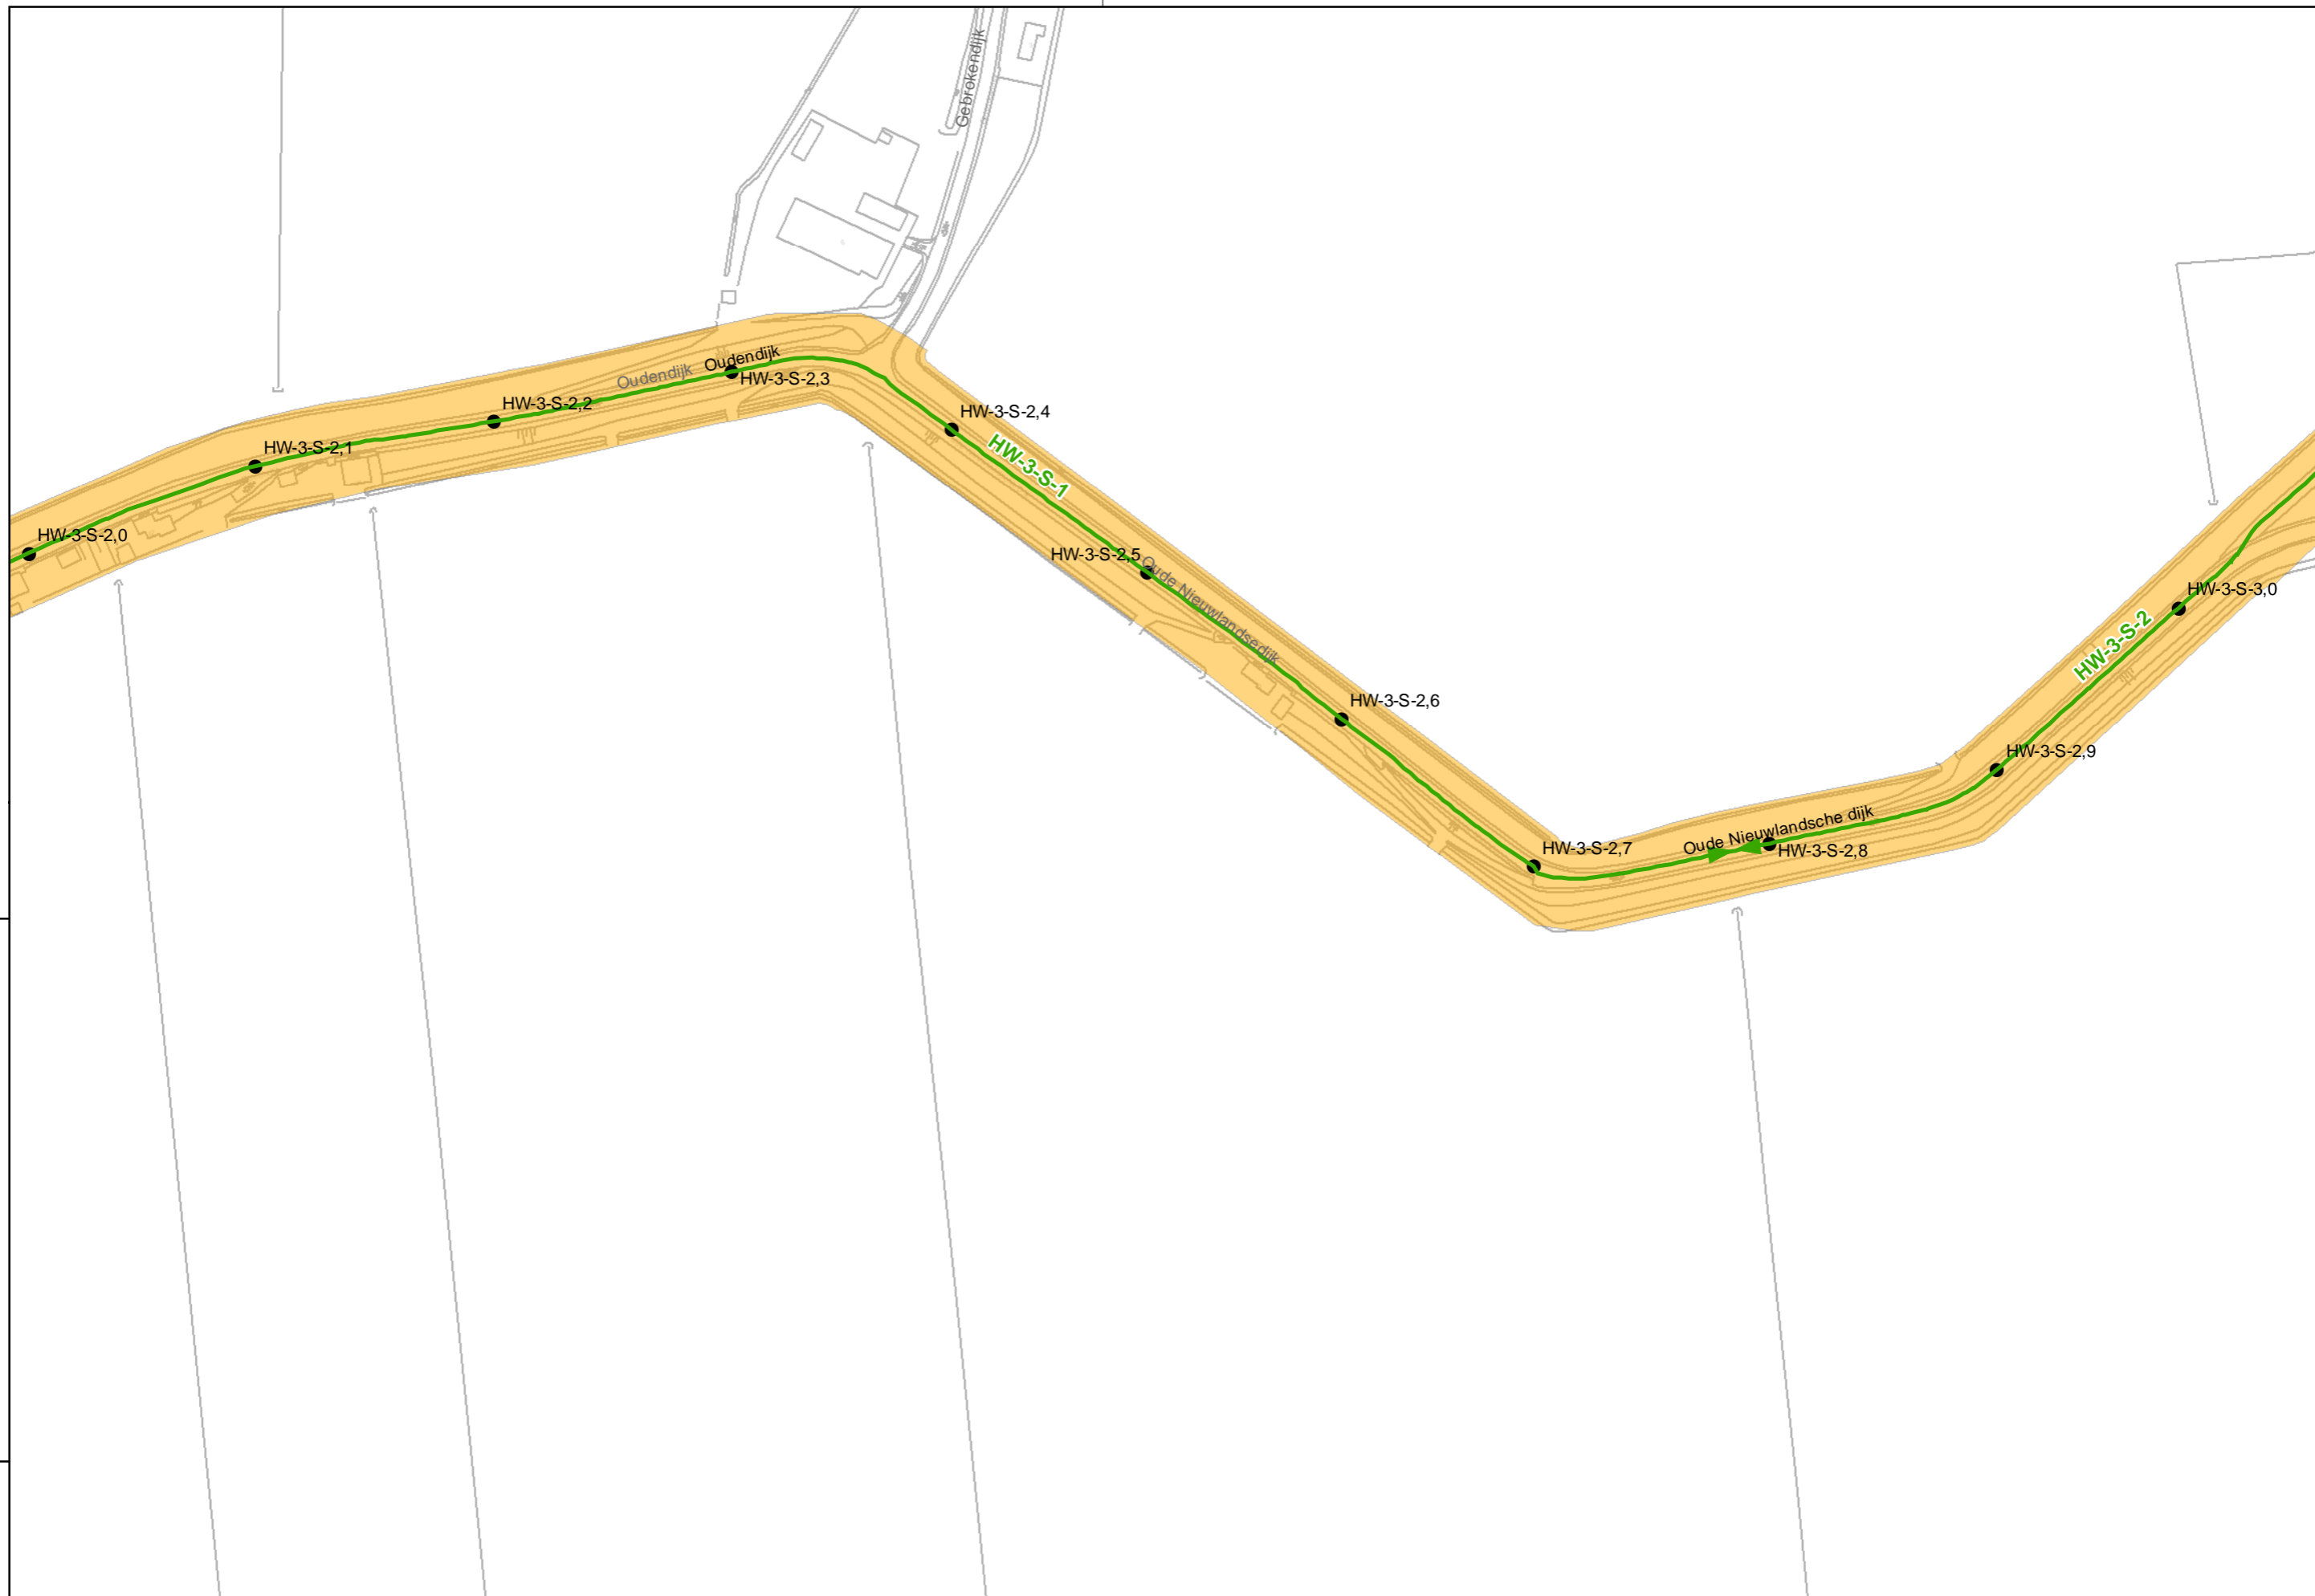 Gebrokendijk
Oudendijk
Oudendijk
HW-3-S-2,3
HW-3-S-2,2
HW-3-S-2,4
HW-3-S-2,1
HW-3-S-1
HW-3-S-2,0
HW-3-S-2,5
Oude Nieuwlandsedijk
HW-3-S-3,0
HW-3-S-2
HW-3-S-2,6
HW-3-S-2,9
Oude Nieuwlandsche dijk
HW-3-S-2,7
HW-3-S-2,8